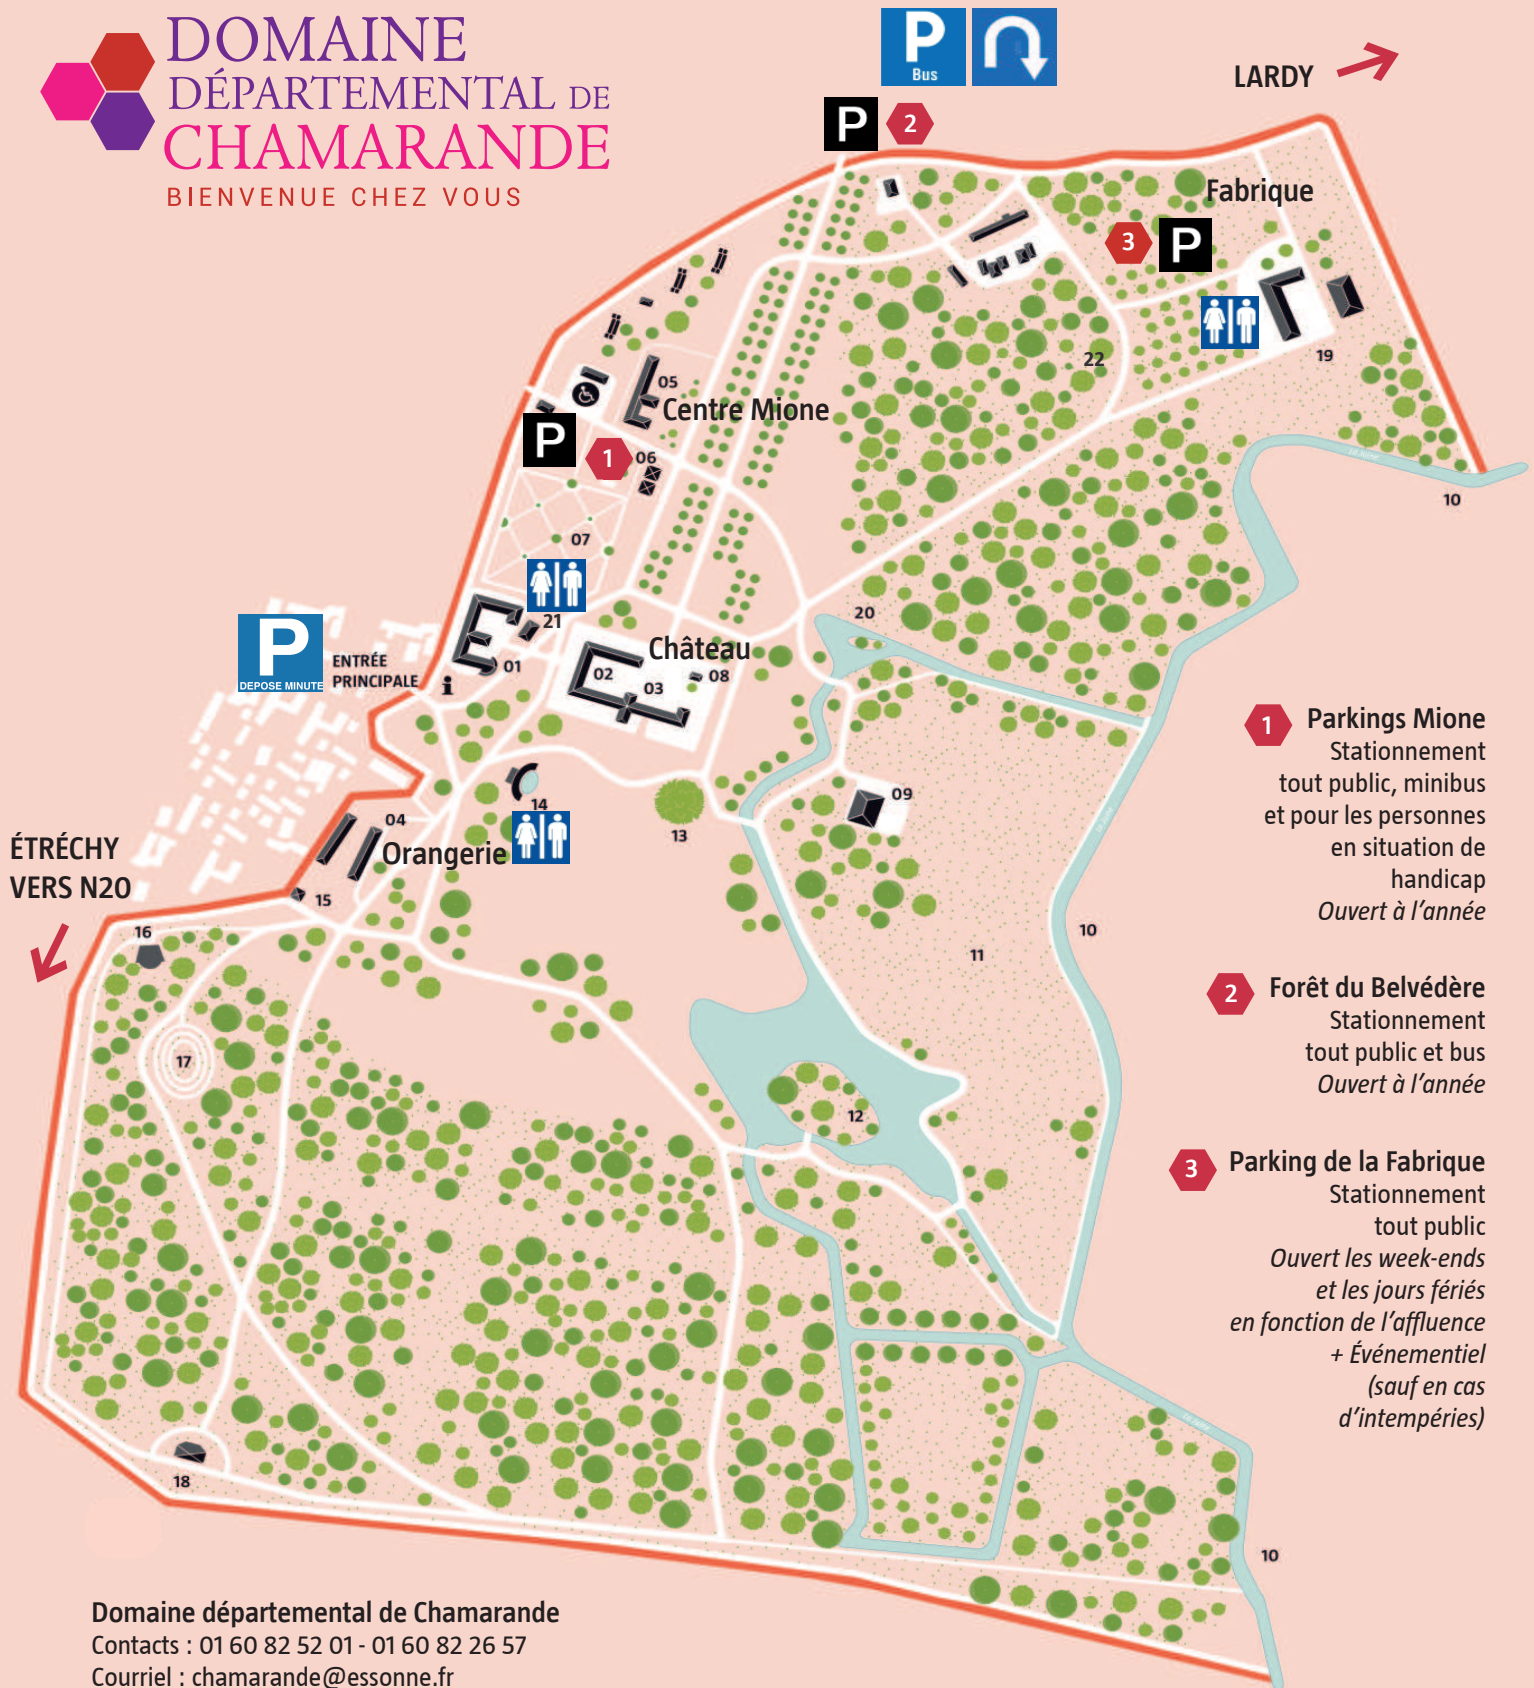 DOMAINE
DÉPARTEMENTAL DE
CHAMARANDE
BIENVENUE CHEZ VOUS
P
Bus
P
2
LARDY
Fabrique
3
P
22
19
05
Centre Mione
P
1
06
10
07
20
21
Château
P
DEPOSE MINUTE
ENTRÉE
PRINCIPALE
i
01
02
03
08
09
14
13
04
Orangerie
ÉTRÉCHY
VERS N20
15
16
10
11
17
12
18
10
1
Parkings Mione
Stationnement
tout public, minibus
et pour les personnes
en situation de
handicap
Ouvert à l'année
2
Forêt du Belvédère
Stationnement
tout public et bus
Ouvert à l'année
3
Parking de la Fabrique
Stationnement
tout public
Ouvert les week-ends
et les jours fériés
en fonction de l'affluence
+ Événementiel
(sauf en cas
d'intempéries)
Domaine départemental de Chamarande
Contacts : 01 60 82 52 01 - 01 60 82 26 57
Courriel : chamarande@essonne.fr